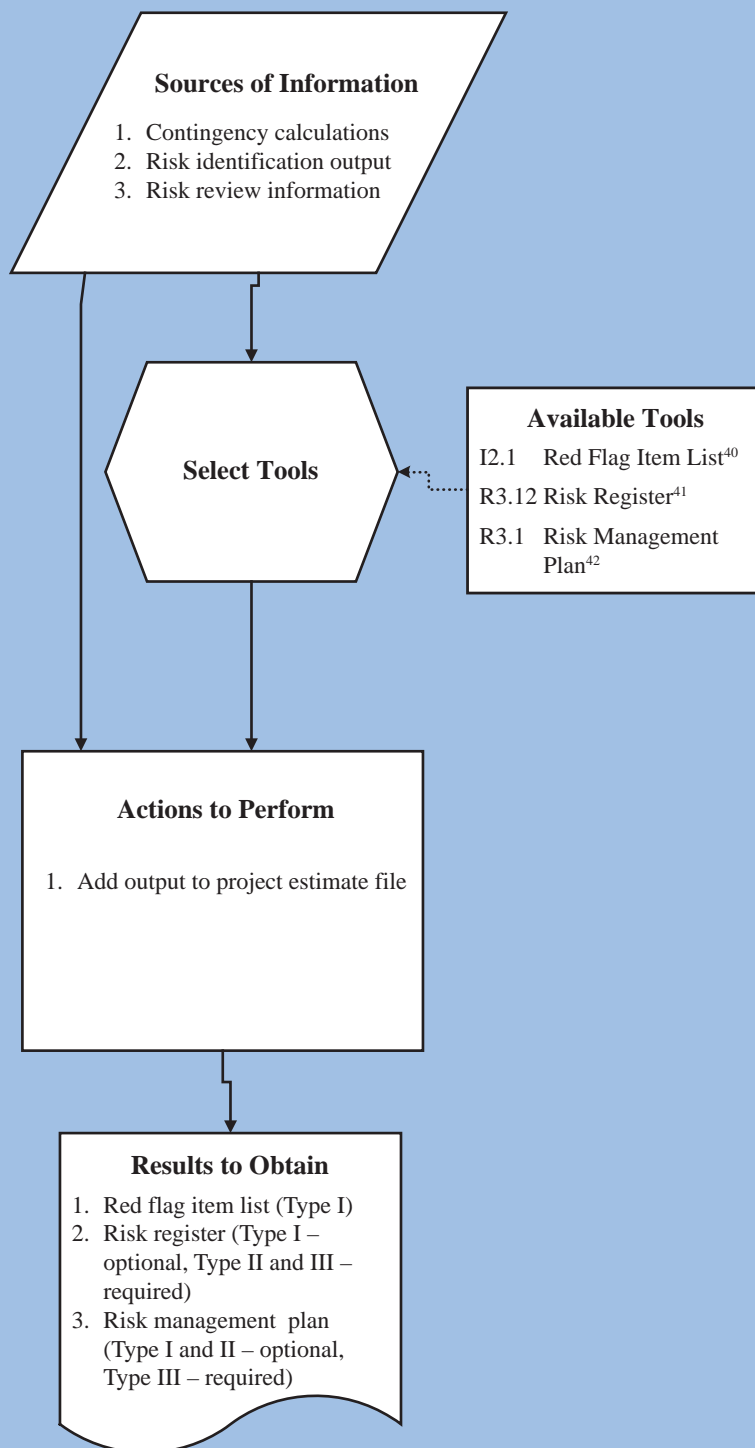 Sources of Information
1. Contingency calculations
2. Risk identification output
3. Risk review information
Select Tools
Available Tools
I2.1 Red Flag Item List40
R3.12 Risk Register41
R3.1 Risk Management
Plan42
Actions to Perform
1. Add output to project estimate file
Results to Obtain
1. Red flag item list (Type I)
2. Risk register (Type I –
optional, Type II and III –
required)
3. Risk management plan
(Type I and II – optional,
Type III – required)